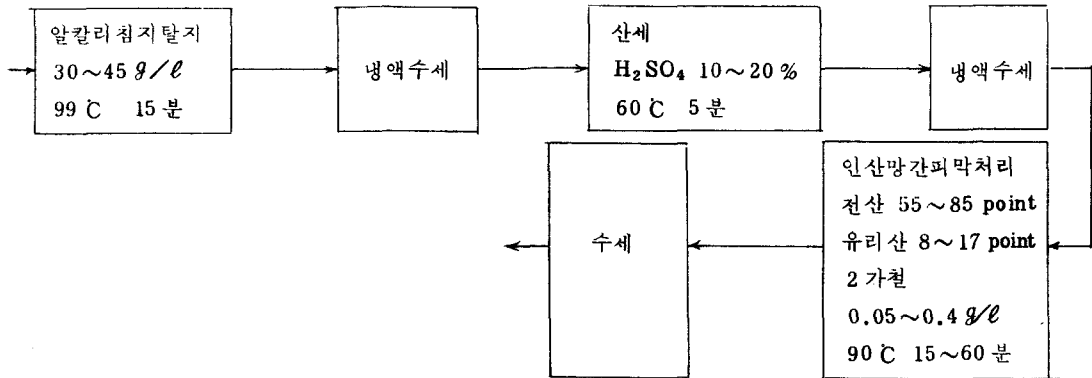 알칼리침지탈지
30~45 g/ℓ
99℃ 15분
냉액수세
산세
H₂SO₄ 10~20%
60℃ 5분
냉액수세
인산망간피막처리
전산 55~85 point
유리산 8~17 point
2가철
0.05~0.4 g/ℓ
90℃ 15~60분
수세